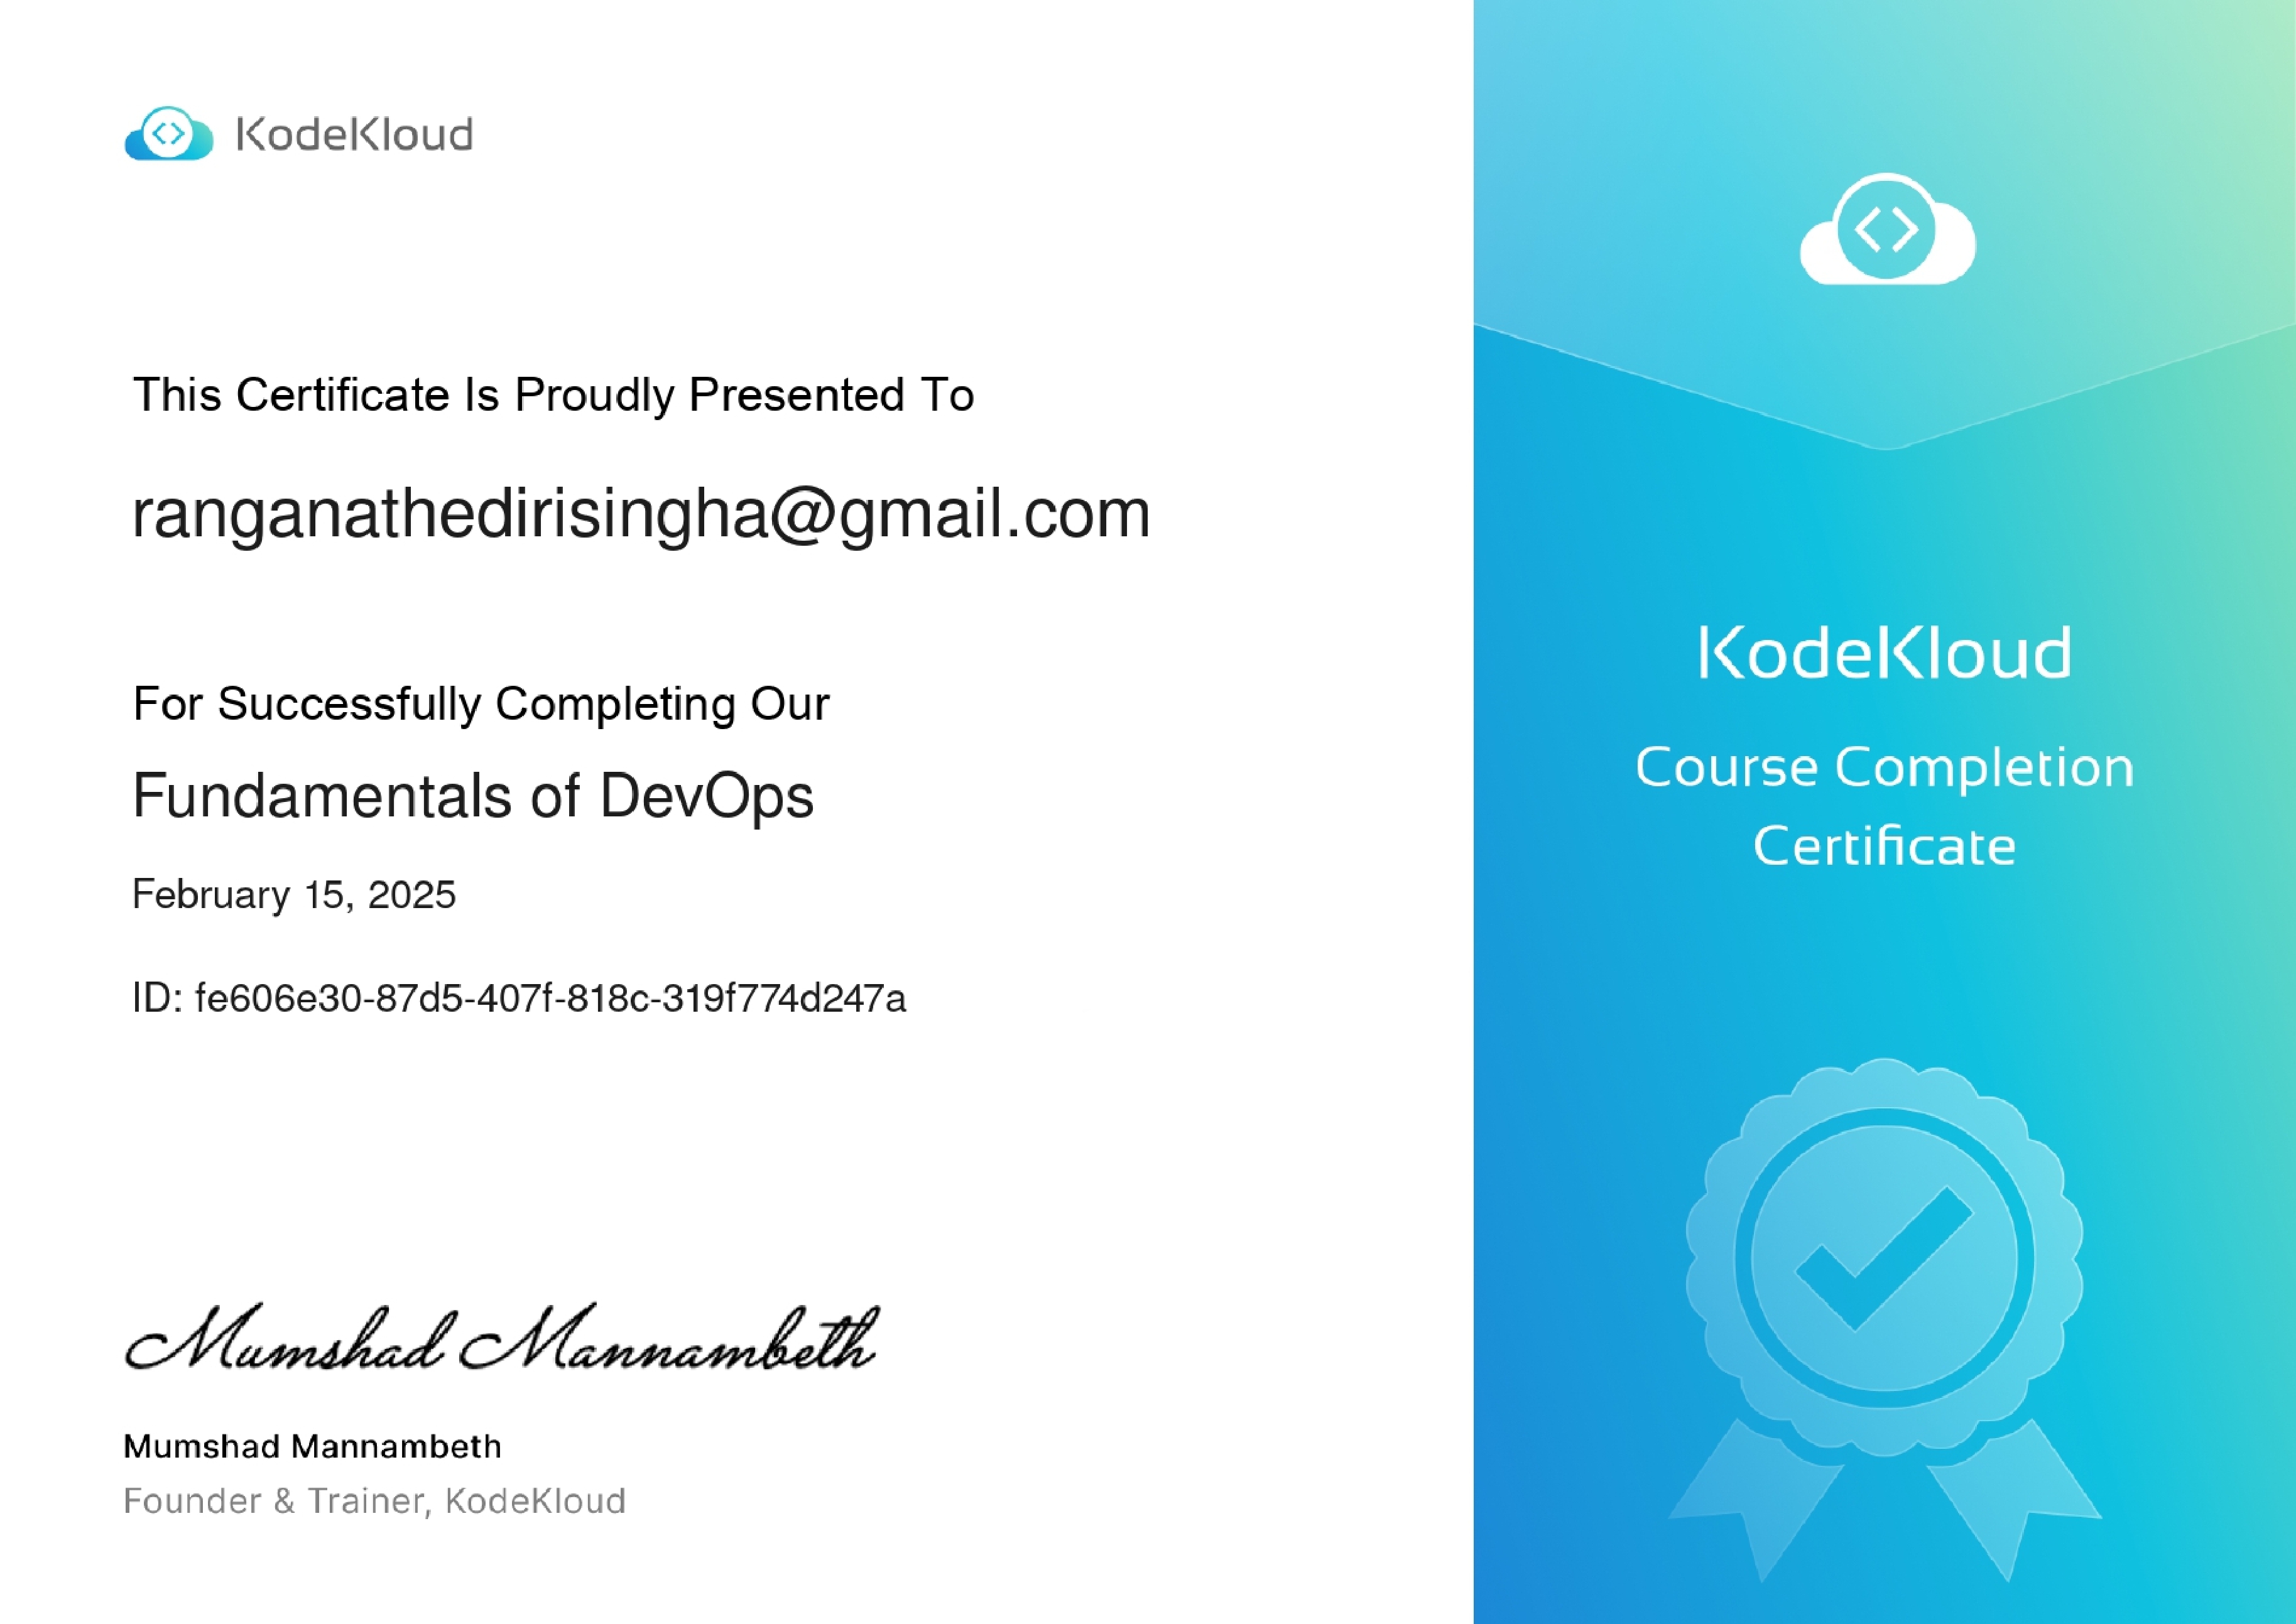 KodeKloud
This Certificate Is Proudly Presented To
ranganathedirisingha@gmail.com
For Successfully Completing Our
Fundamentals of DevOps
February 15, 2025
ID: fe606e30-87d5-407f-818c-319f774d247a
Mumshad Mannambeth
Mumshad Mannambeth
Founder & Trainer, KodeKloud
KodeKloud
Course Completion
Certificate